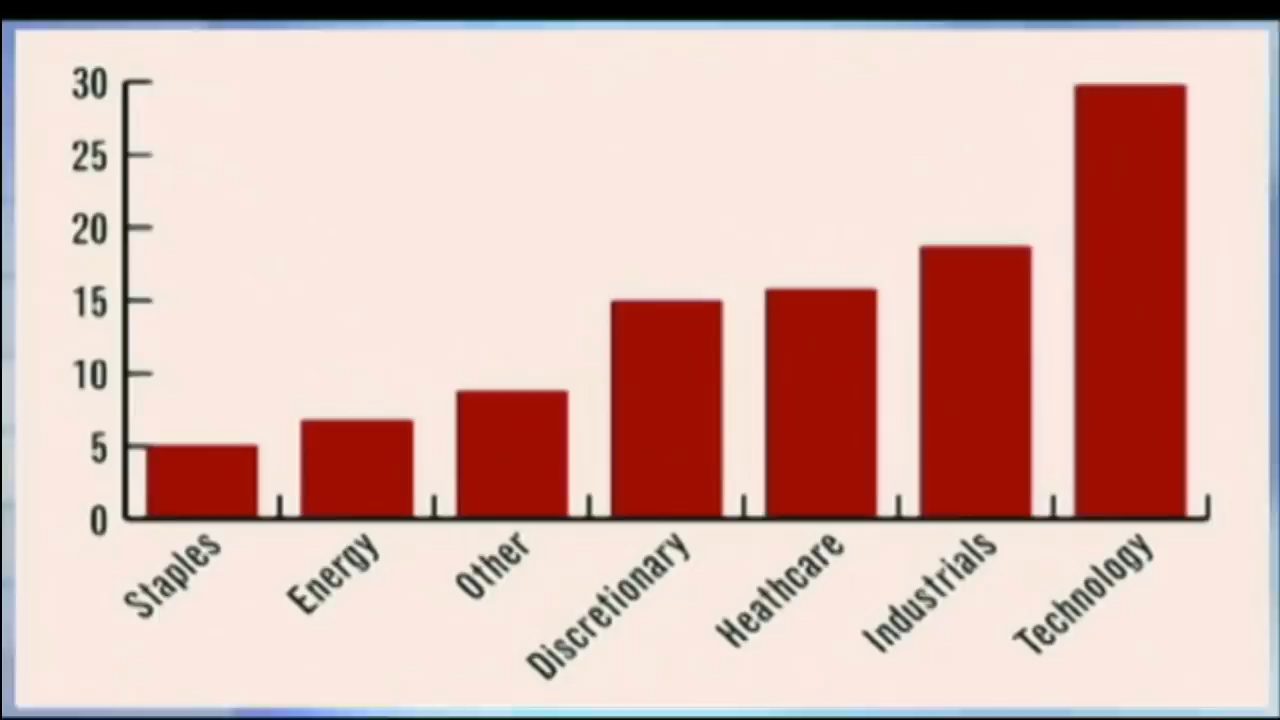 30
25
20
15
10
5
0
Staples
Energy
Other
Discretionary
Heathcare
Industrials
Technology